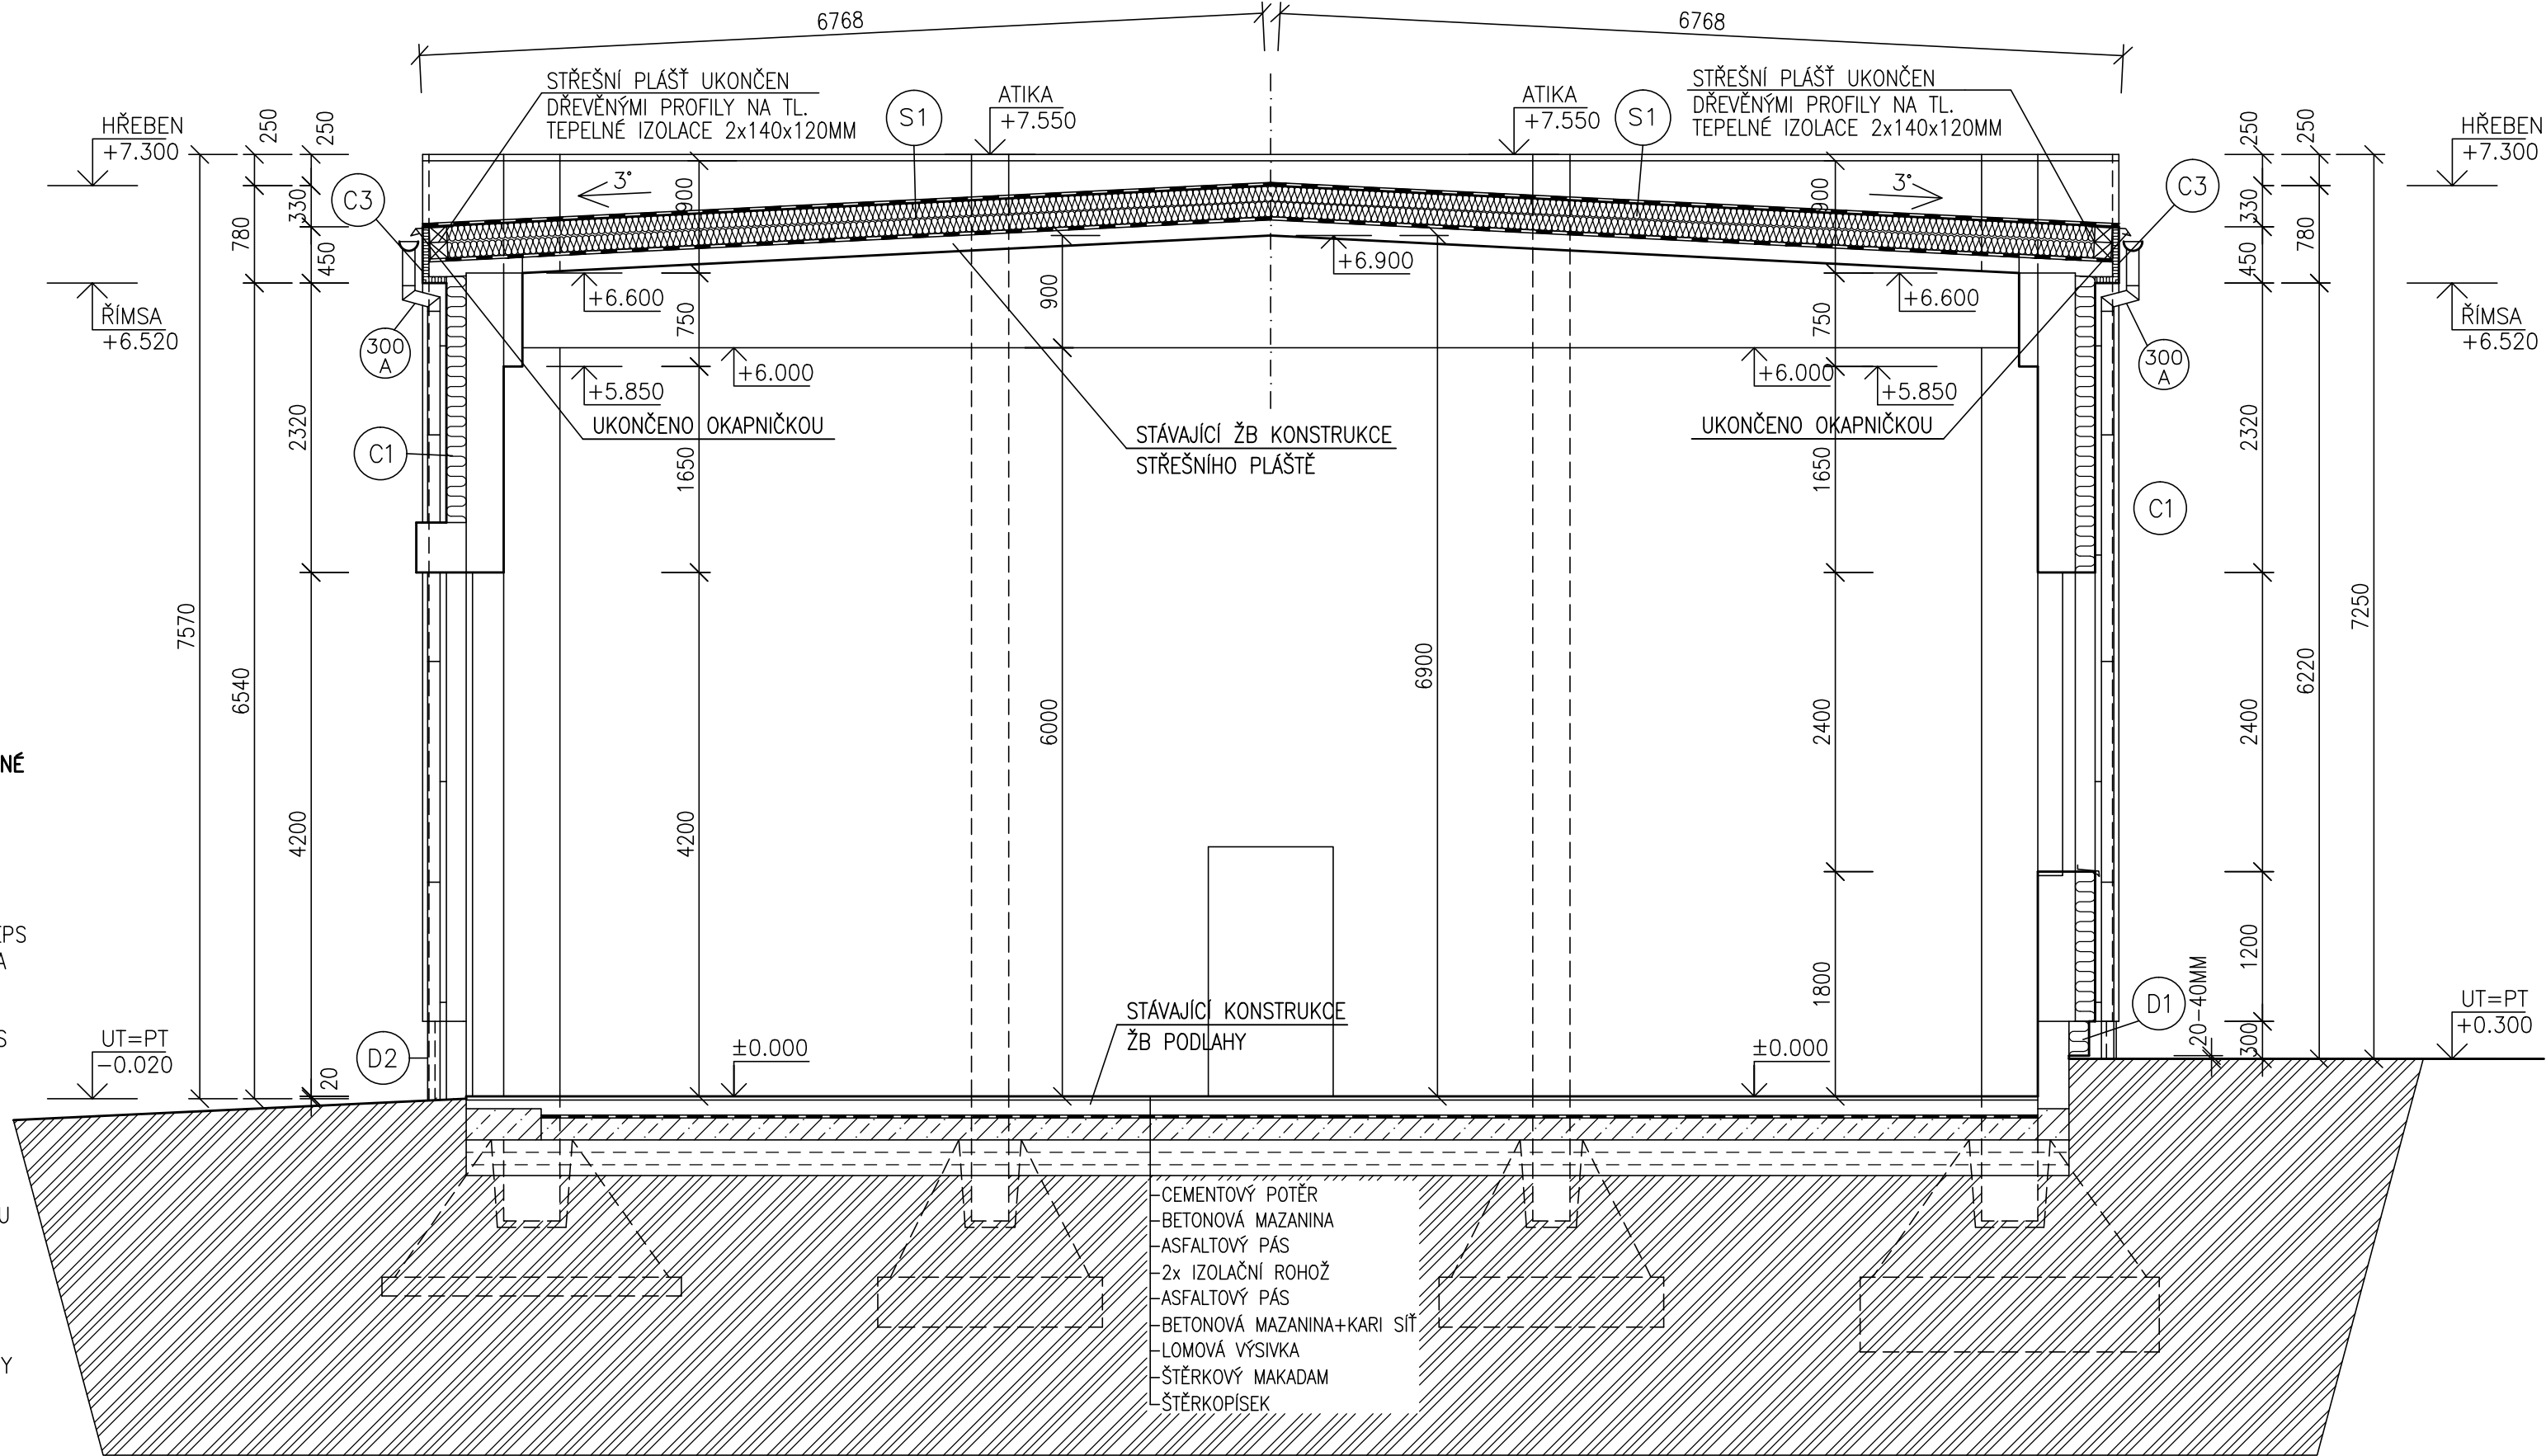 6768
6768
STŘEŠNÍ PLÁŠŤ UKONČEN
DŘEVĚNÝMI PROFILY NA TL.
TEPELNÉ IZOLACE 2x140x120MM
S1
ATIKA
+7.550
ATIKA
+7.550
S1
STŘEŠNÍ PLÁŠŤ UKONČEN
DŘEVĚNÝMI PROFILY NA TL.
TEPELNÉ IZOLACE 2x140x120MM
HŘEBEN
+7.300
250
250
250
250
HŘEBEN
+7.300
C3
3°
900
900
3°
C3
780
330
450
330
450
780
ŘÍMSA
+6.520
+6.600
750
900
+6.900
750
+6.600
ŘÍMSA
+6.520
300
A
300
A
+6.000
+5.850
+6.000
+5.850
UKONČENO OKAPNIČKOU
UKONČENO OKAPNIČKOU
STÁVAJÍCÍ ŽB KONSTRUKCE
STŘEŠNÍHO PLÁŠTĚ
C1
C1
2320
1650
1650
2320
7570
6540
4200
4200
6000
6900
2400
2400
6220
7250
NÉ
EPS
A
S
U
Y
1800
1200
300
20-40MM
D1
STÁVAJÍCÍ KONSTRUKCE
ŽB PODLAHY
UT=PT
-0.020
20
D2
±0.000
±0.000
UT=PT
+0.300
CEMENTOVÝ POTĚR
BETONOVÁ MAZANINA
ASFALTOVÝ PÁS
2x IZOLAČNÍ ROHOŽ
ASFALTOVÝ PÁS
BETONOVÁ MAZANINA+KARI SÍŤ
LOMOVÁ VÝSIVKA
ŠTĚRKOVÝ MAKADAM
ŠTĚRKOPÍSEK